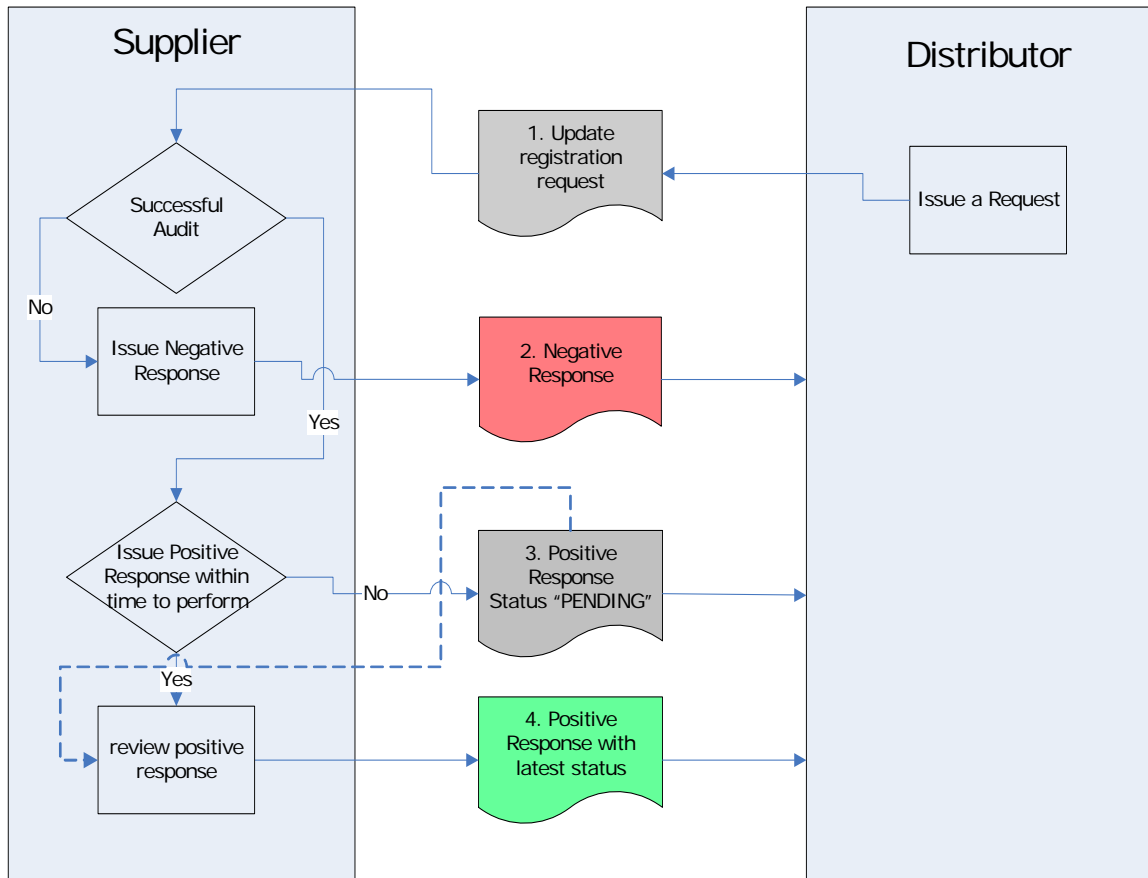 Supplier
Distributor
1. Update
registration
request
Issue a Request
Successful
Audit
No
Issue Negative
Response
2. Negative
Response
Yes
Issue Positive
Response within
time to perform
No
3. Positive
Response
Status “PENDING”
Yes
review positive
response
4. Positive
Response with
latest status